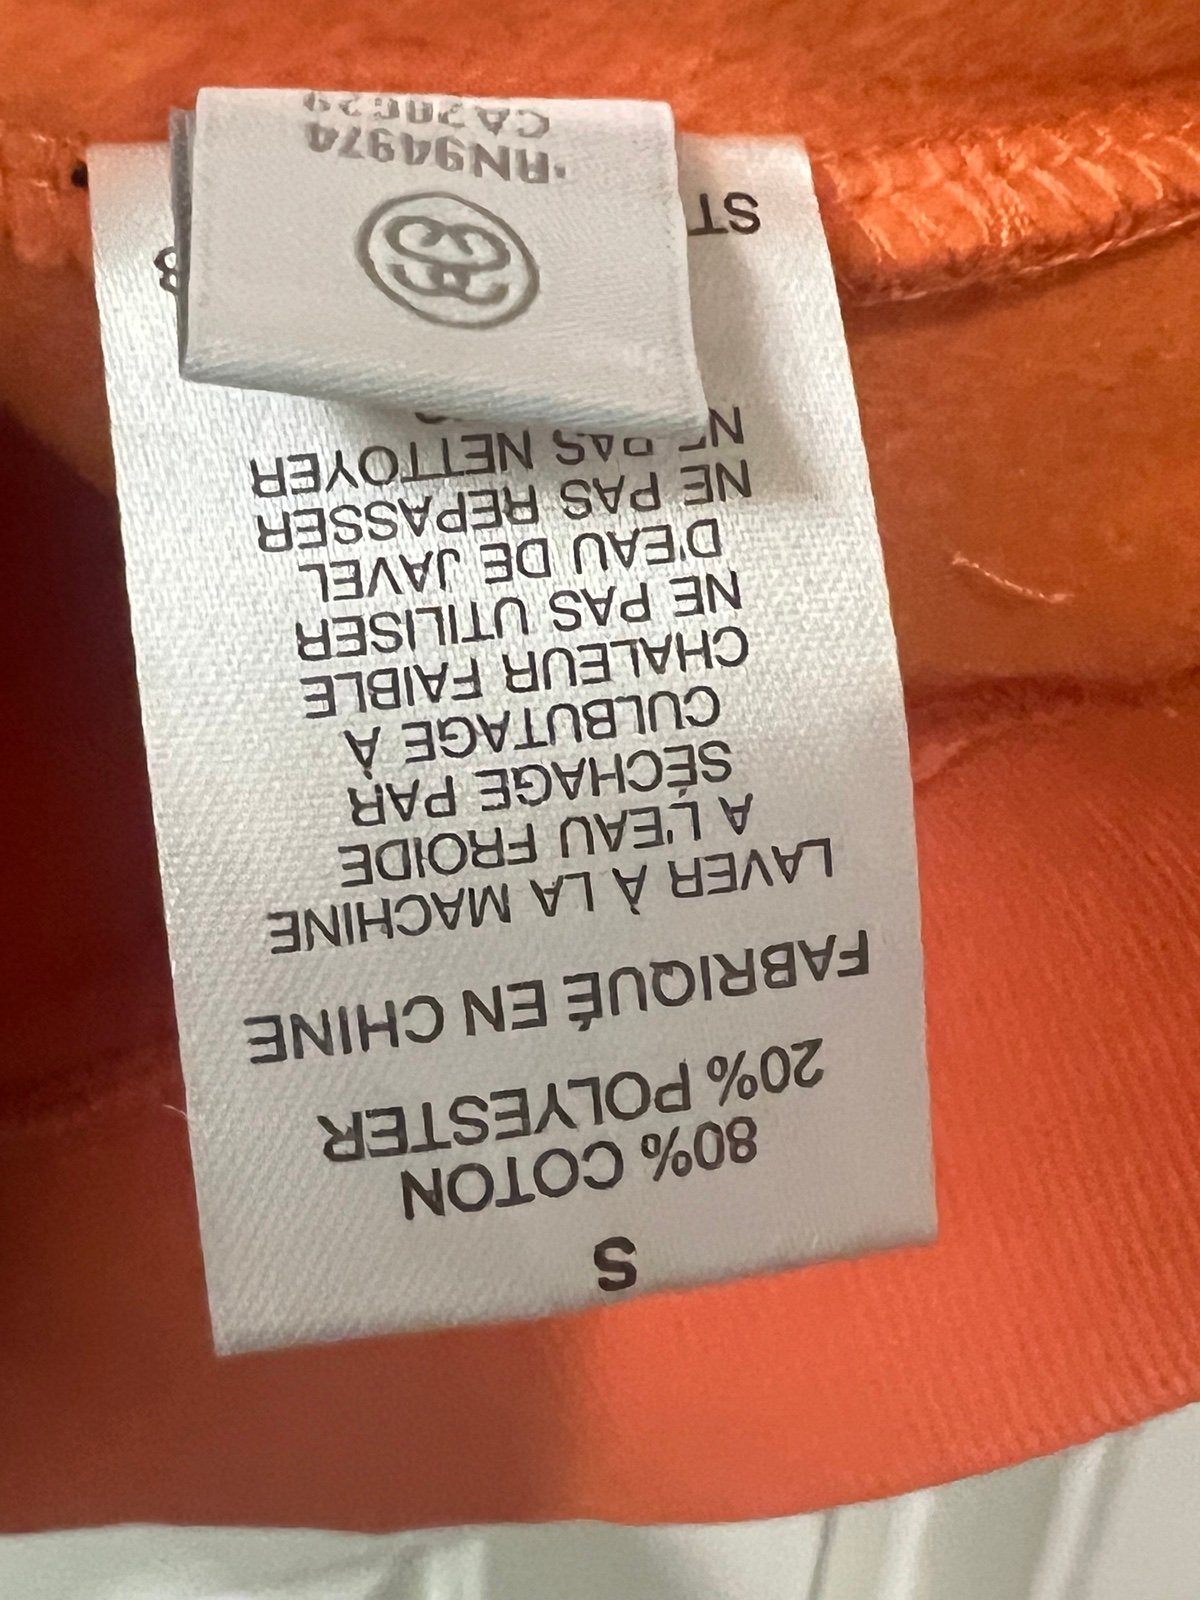 S
80% COTON
20% POLYESTER
FABRIQUÉ EN CHINE
LAVER À LA MACHINE
A L'EAU FROIDE
SÉCHAGE PAR
CULBUTAGE À
CHALEUR FAIBLE
NE PAS UTILISER
D'EAU DE JAVEL
NE PAS REPASSER
NE PAS NETTOYER
ST
RN94974